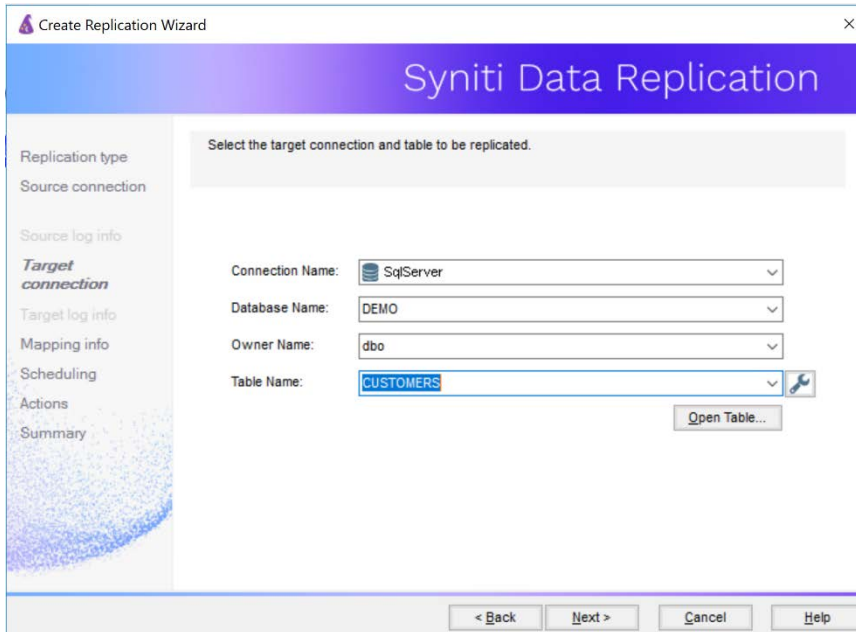 Create Replication Wizard
Syniti Data Replication
Replication type
Source connection
Source log info
Target
connection
Target log info
Mapping info
Scheduling
Actions
Summary
Select the target connection and table to be replicated.
Connection Name: SqlServer
Database Name: DEMO
Owner Name: dbo
Table Name: CUSTOMERS
Open Table...
< Back Next > Cancel Help